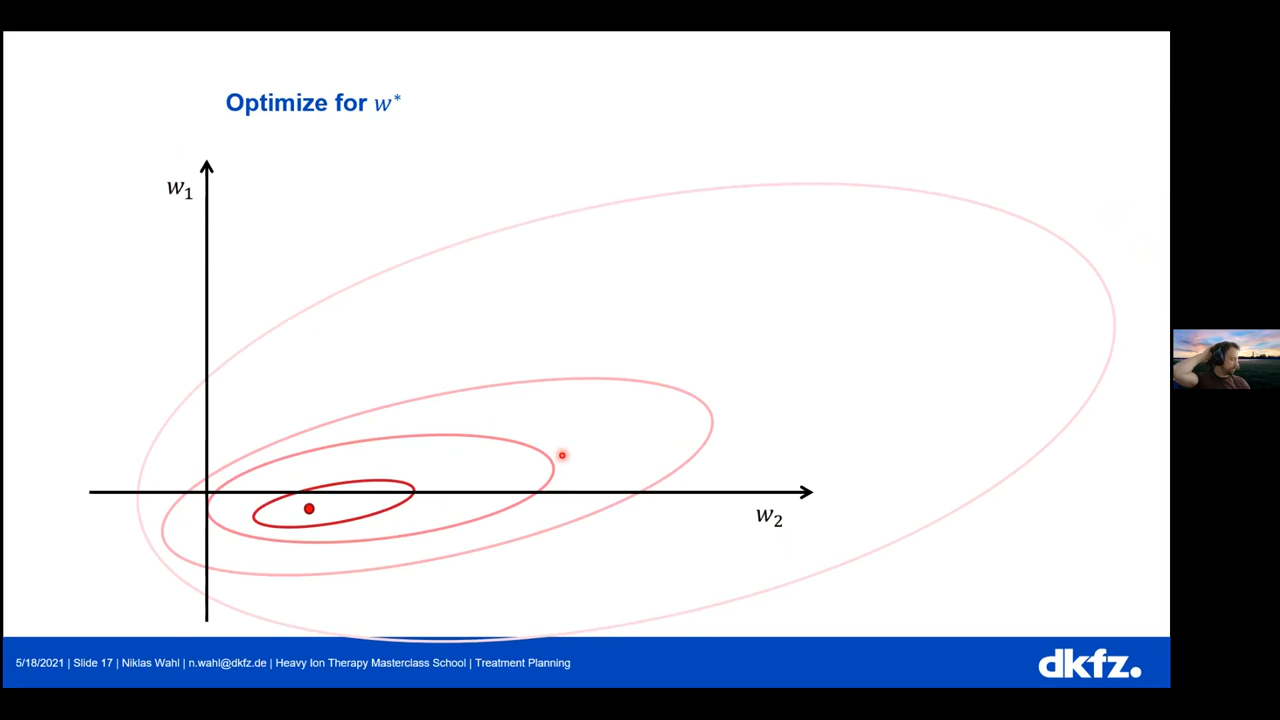 Optimize for w*
w₁
w₂
5/18/2021 | Slide 17 | Niklas Wahl | n.wahl@dkfz.de | Heavy Ion Therapy Masterclass School | Treatment Planning
dkfz.